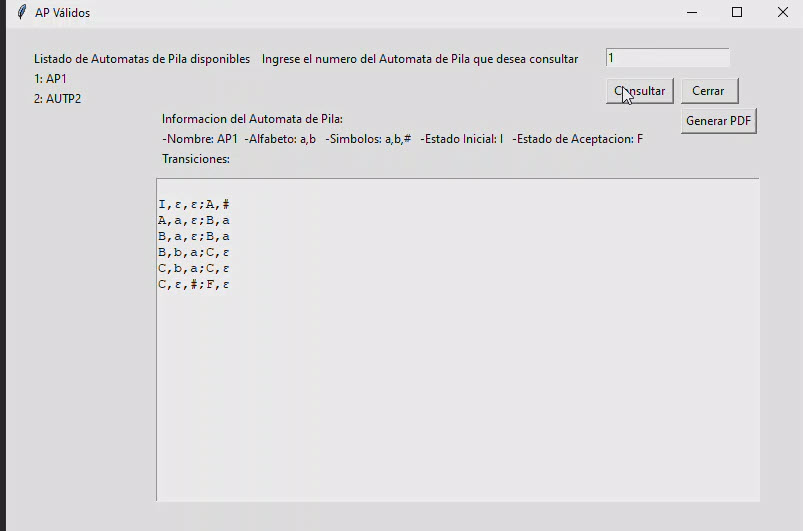 AP Válidos
Listado de Automatas de Pila disponibles Ingrese el numero del Automata de Pila que desea consultar 1
1: AP1
Consultar Cerrar
2: AUTP2
Informacion del Automata de Pila:
Generar PDF
-Nombre: AP1 -Alfabeto: a,b -Simbolos: a,b,# -Estado Inicial: I -Estado de Aceptacion: F
Transiciones:
I,ε,ε;A,#
A,a,ε;B,a
B,a,ε;B,a
B,b,a;C,ε
C,b,a;C,ε
C,ε,#;F,ε